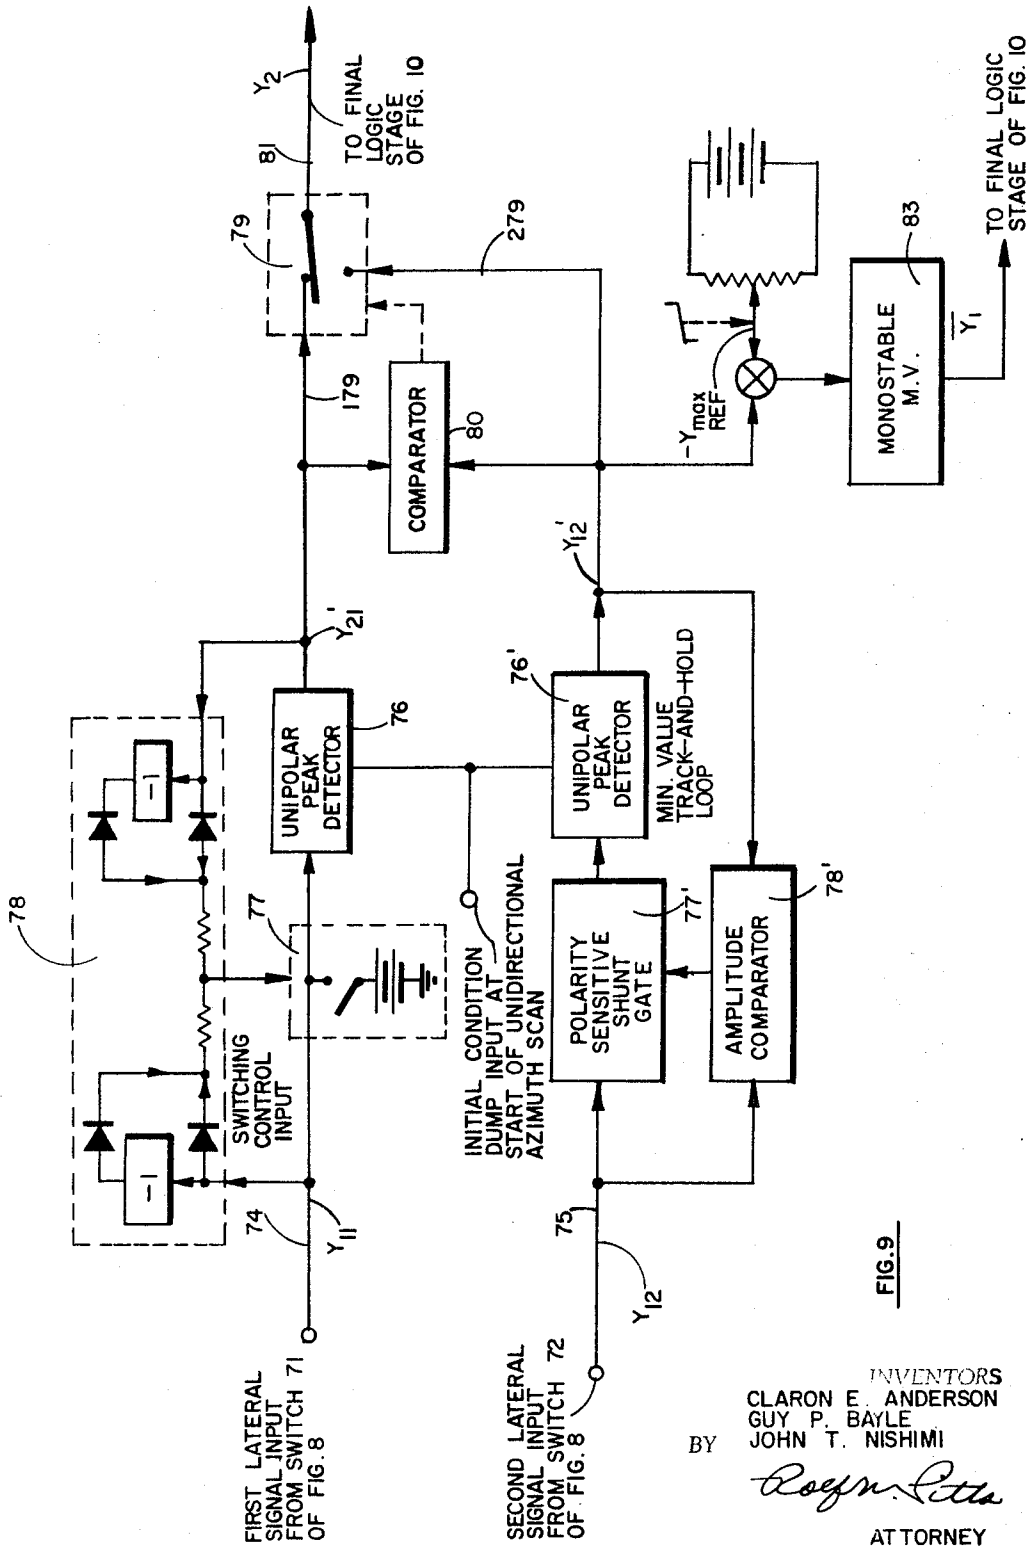 78
-1
-1
SWITCHING
CONTROL
INPUT
FIRST LATERAL
SIGNAL INPUT
FROM SWITCH 71
OF FIG. 8
74
Y11
77
UNIPOLAR
PEAK
DETECTOR
76
Y21'
179
79
81
Y2
TO FINAL
LOGIC
STAGE
OF FIG. 10
COMPARATOR
80
279
INITIAL CONDITION
DUMP INPUT AT
START OF UNIDIRECTIONAL
AZIMUTH SCAN
SECOND LATERAL
SIGNAL INPUT
FROM SWITCH 72
OF FIG. 8
75
Y12
POLARITY
SENSITIVE
SHUNT
GATE
77'
UNIPOLAR
PEAK
DETECTOR
76'
MIN. VALUE
TRACK-AND-HOLD
LOOP
Y12'
AMPLITUDE
COMPARATOR
78'
-Ymax
REF
MONOSTABLE
M.V.
83
Y1
TO FINAL LOGIC
STAGE OF FIG. 10
FIG. 9
INVENTORS
CLARON E. ANDERSON
GUY P. BAYLE
BY JOHN T. NISHIMI
ATTORNEY